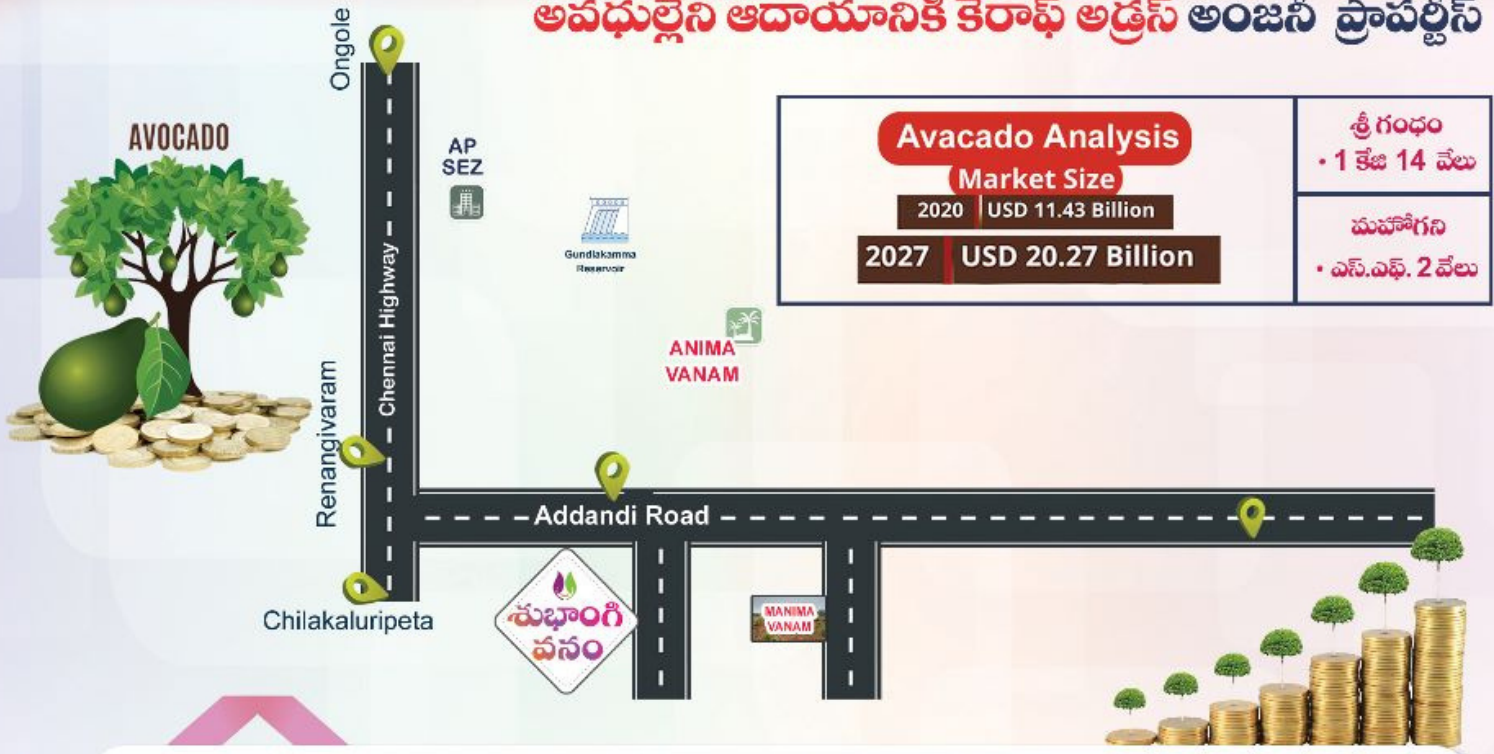 అవధుల్లేని ఆదాయానికి కేరాఫ్ అడ్రస్ అంజనీ ప్రాపర్టీస్
Ongole
AVOCADO
AP
SEZ
Gundlakamma
Reservoir
Avacado Analysis
Market Size
2020 USD 11.43 Billion
2027 USD 20.27 Billion
శ్రీ గంధం
• 1 కేజి 14 వేలు
మహోగని
• ఎస్.ఎఫ్. 2 వేలు
Chennai Highway
ANIMA
VANAM
Renangivaram
Addandi Road
Chilakaluripeta
శుభాంగి
వనం
MANIMA
VANAM